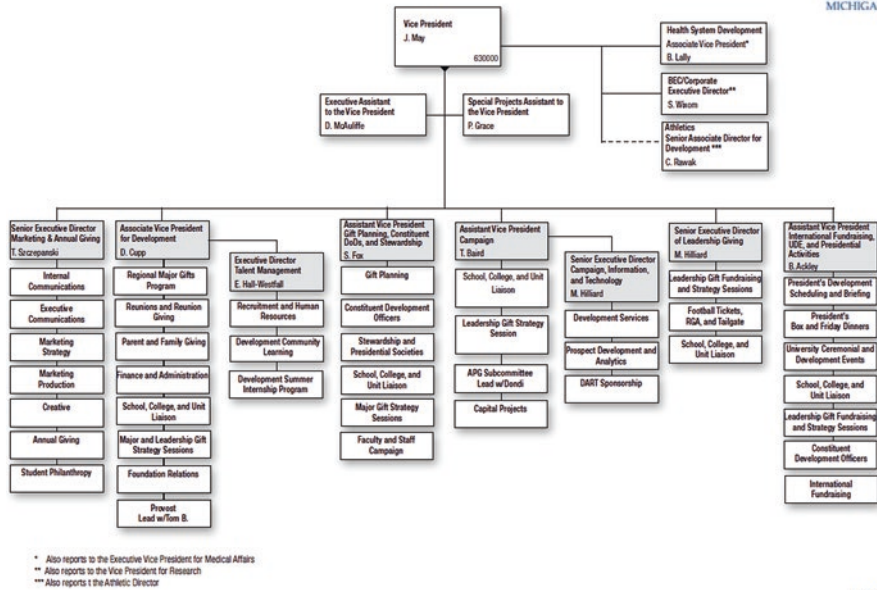 MICHIGA
Vice President
J. May
630000
Health System Development
Associate Vice President*
B. Lally
BEC/Corporate
Executive Director**
S. Wisom
Athletics
Senior Associate Director for
Development ***
C. Rawak
Executive Assistant
to the Vice President
D. McAuliffe
Special Projects Assistant to
the Vice President
P. Grace
Senior Executive Director
Marketing & Annual Giving
T. Szczepanski
Internal
Communications
Executive
Communications
Marketing
Strategy
Marketing
Production
Creative
Annual Giving
Student Philanthropy
Associate Vice President
for Development
D. Cupp
Regional Major Gifts
Program
Reunions and Reunion
Giving
Parent and Family Giving
Finance and Administration
School, College, and Unit
Liaison
Major and Leadership Gift
Strategy Sessions
Foundation Relations
Provost
Lead w/Tom B.
Executive Director
Talent Management
E. Hall-Westfall
Recruitment and Human
Resources
Development Community
Learning
Development Summer
Internship Program
Assistant Vice President
Gift Planning, Constituent
DoDs, and Stewardship
S. Fox
Gift Planning
Constituent Development
Officers
Stewardship and
Presidential Societies
School, College, and
Unit Liaison
Major Gift Strategy
Sessions
Faculty and Staff
Campaign
Assistant Vice President
Campaign
T. Baird
School, College, and Unit
Liaison
Leadership Gift Strategy
Session
APG Subcommittee
Lead w/Dondi
Capital Projects
Senior Executive Director
Campaign, Information,
and Technology
M. Hilliard
Development Services
Prospect Development and
Analytics
DART Sponsorship
Senior Executive Director
of Leadership Giving
M. Hilliard
Leadership Gift Fundraising
and Strategy Sessions
Football Tickets,
RGA, and Tailgate
School, College, and
Unit Liaison
Assistant Vice President
International Fundraising,
UDE, and Presidential
Activities
B. Ackley
President's Development
Scheduling and Briefing
President's
Box and Friday Dinners
University Ceremonial and
Development Events
School, College, and
Unit Liaison
Leadership Gift Fundraising
and Strategy Sessions
Constituent
Development Officers
International
Fundraising
* Also reports to the Executive Vice President for Medical Affairs
** Also reports to the Vice President for Research
*** Also reports t the Athletic Director